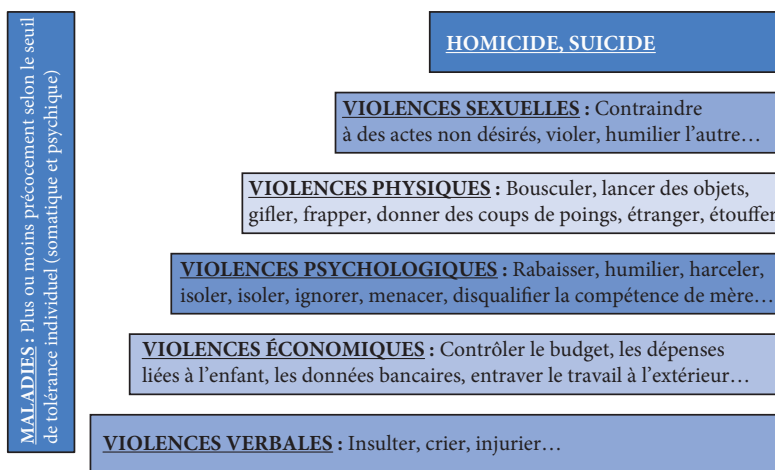 MALADIES : Plus ou moins précocement selon le seuil
de tolérance individuel (somatique et psychique)
HOMICIDE, SUICIDE
VIOLENCES SEXUELLES : Contraindre
à des actes non désirés, violer, humilier l’autre…
VIOLENCES PHYSIQUES : Bousculer, lancer des objets,
gifler, frapper, donner des coups de poings, étranger, étouffer
VIOLENCES PSYCHOLOGIQUES : Rabaisser, humilier, harceler,
isoler, isoler, ignorer, menacer, disqualifier la compétence de mère…
VIOLENCES ÉCONOMIQUES : Contrôler le budget, les dépenses
liées à l’enfant, les données bancaires, entraver le travail à l’extérieur…
VIOLENCES VERBALES : Insulter, crier, injurier…